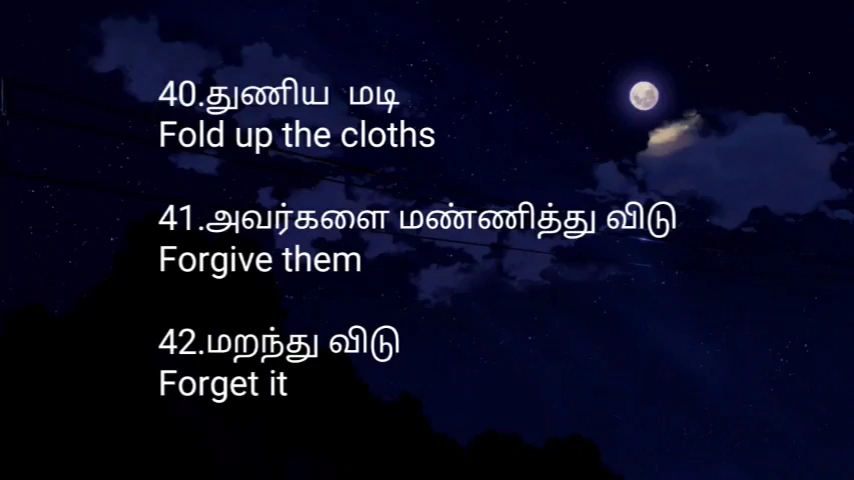 40.துணிய மடி
Fold up the cloths
41.அவர்களை மண்ணித்து விடு
Forgive them
42.மறந்து விடு
Forget it